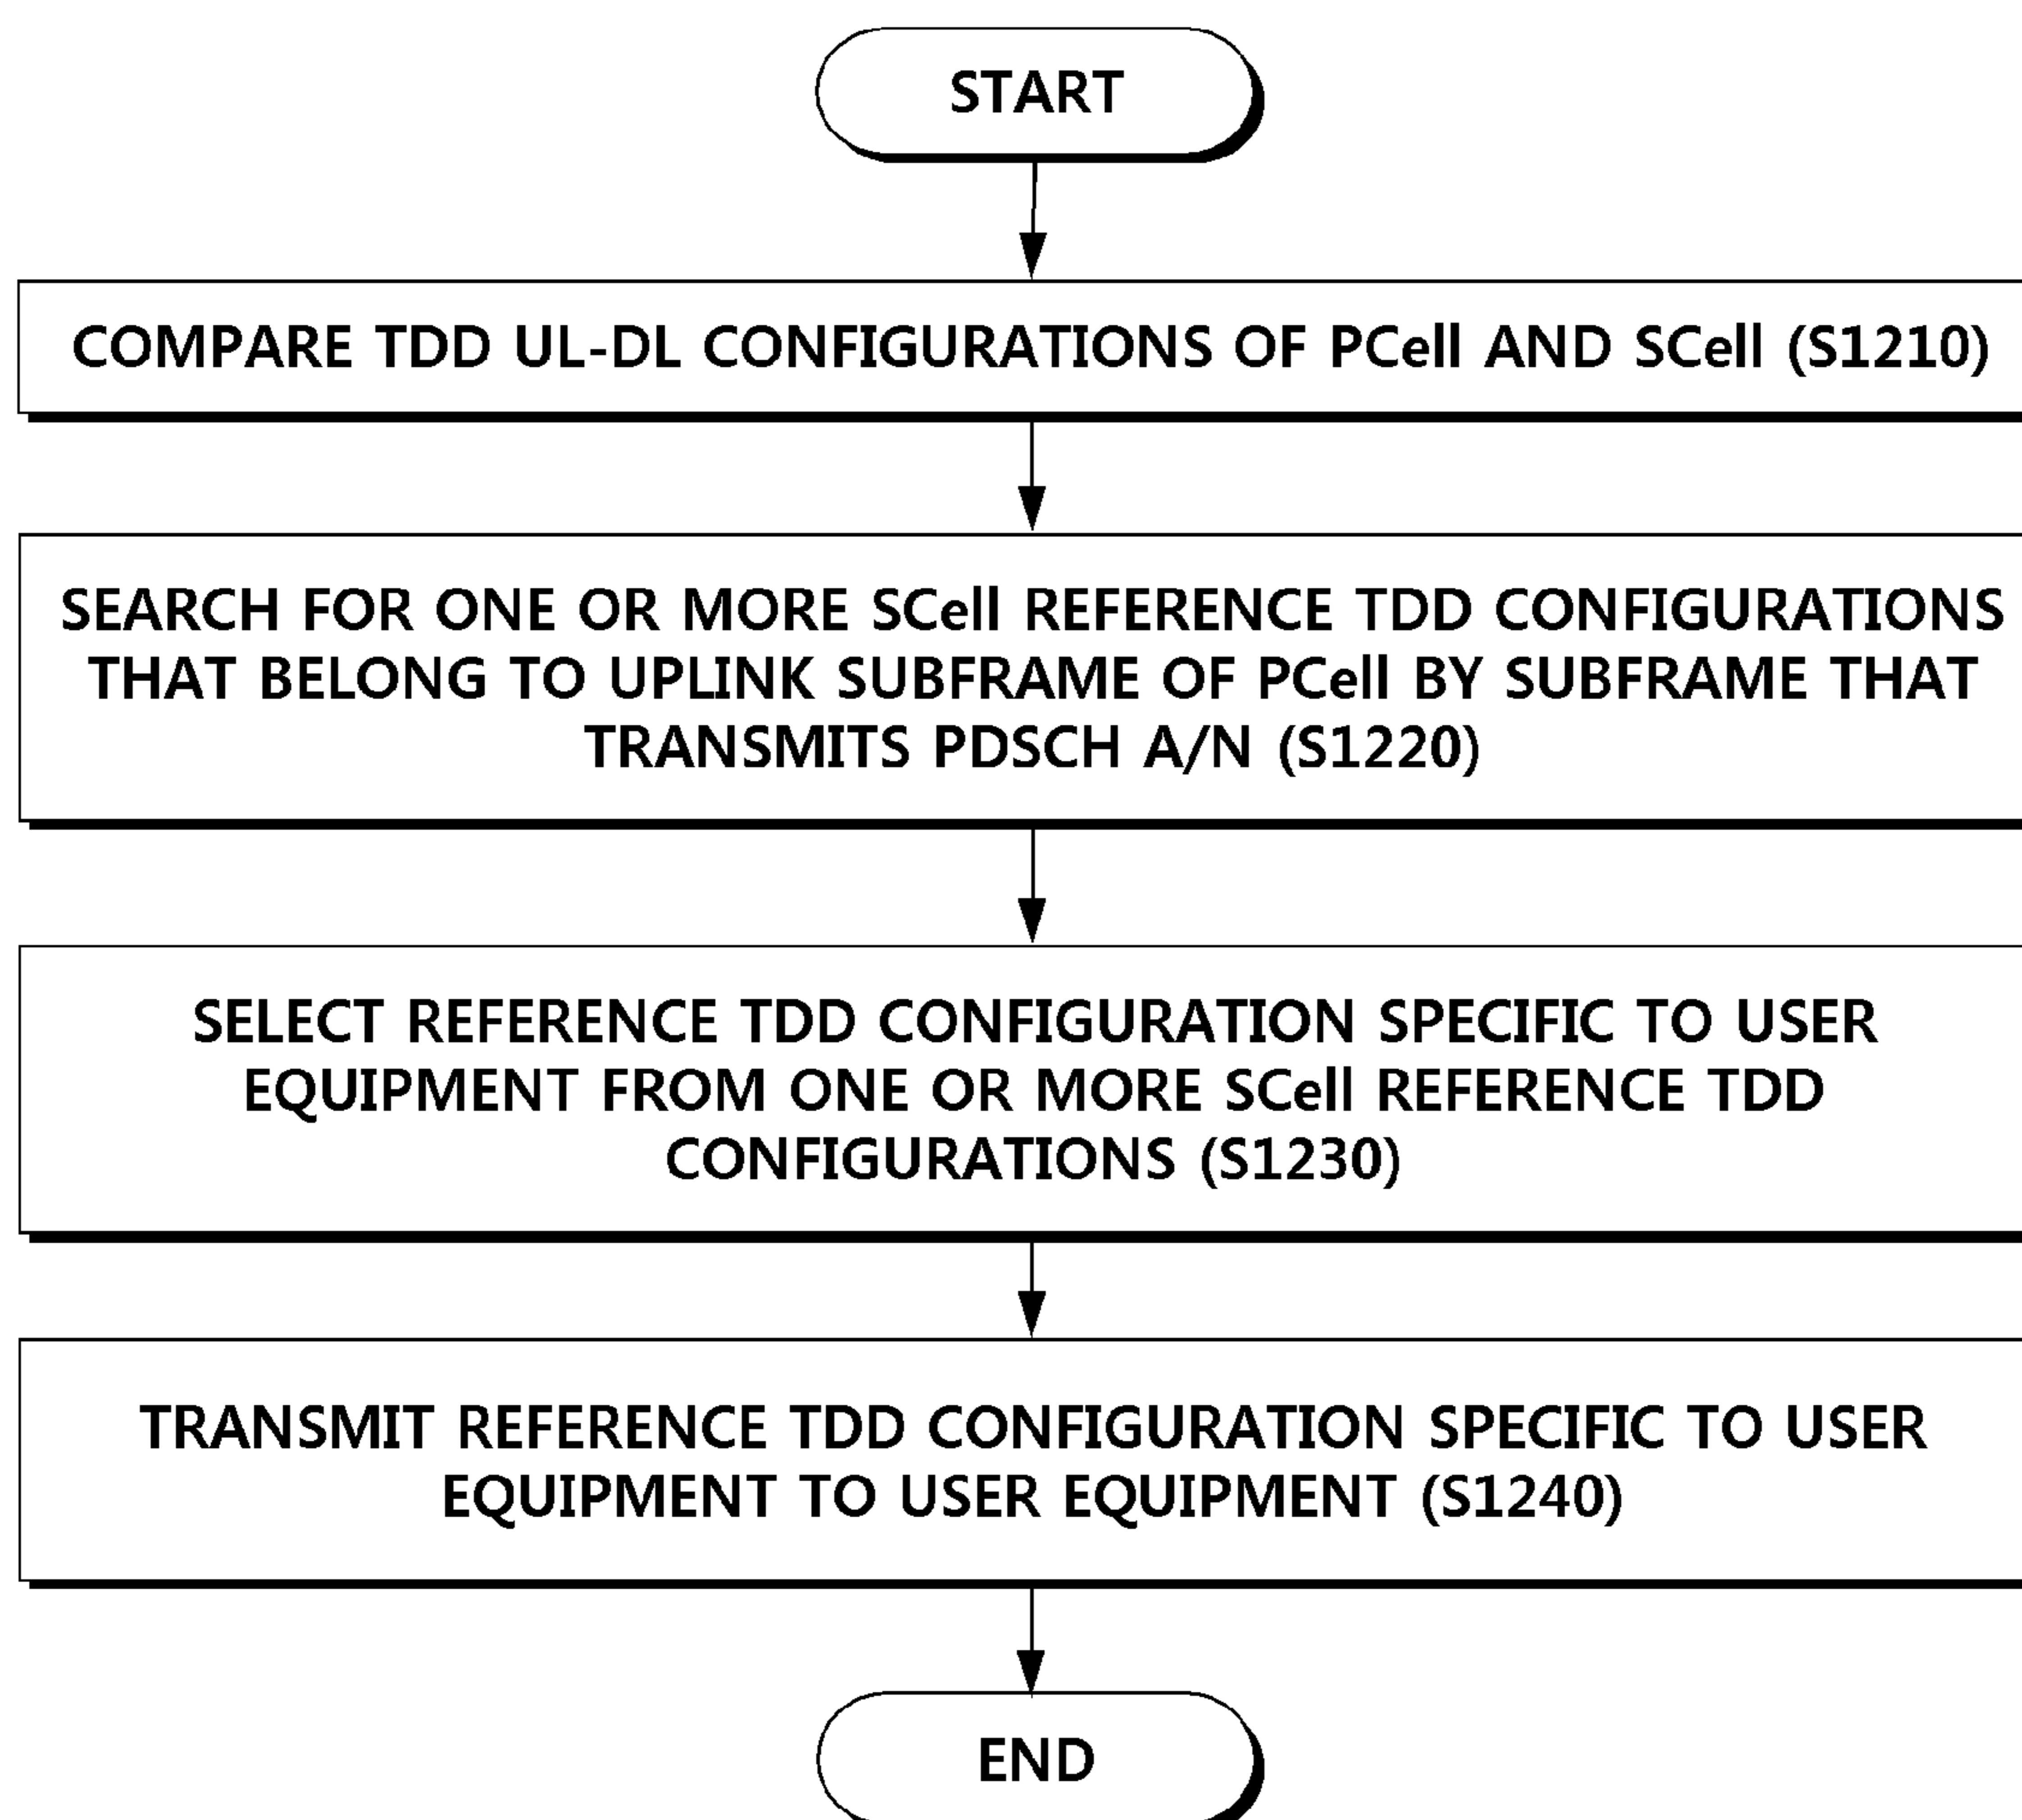 START
COMPARE TDD UL-DL CONFIGURATIONS OF PCell AND SCell (S1210)
SEARCH FOR ONE OR MORE SCell REFERENCE TDD CONFIGURATIONS
THAT BELONG TO UPLINK SUBFRAME OF PCell BY SUBFRAME THAT
TRANSMITS PDSCH A/N (S1220)
SELECT REFERENCE TDD CONFIGURATION SPECIFIC TO USER
EQUIPMENT FROM ONE OR MORE SCell REFERENCE TDD
CONFIGURATIONS (S1230)
TRANSMIT REFERENCE TDD CONFIGURATION SPECIFIC TO USER
EQUIPMENT TO USER EQUIPMENT (S1240)
END